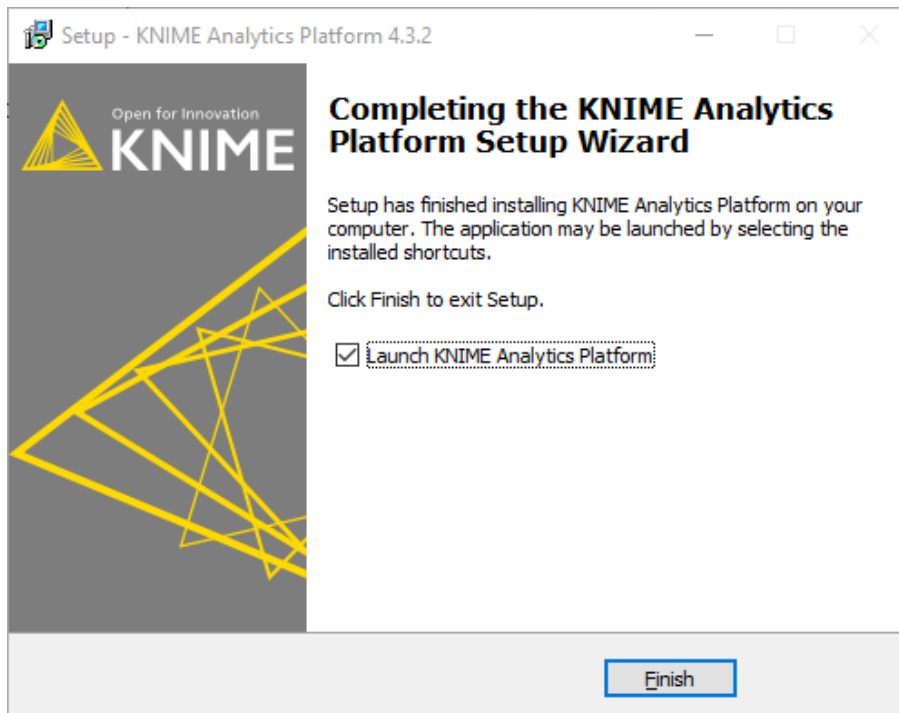 Setup - KNIME Analytics Platform 4.3.2
Open for Innovation
KNIME
Completing the KNIME Analytics
Platform Setup Wizard
Setup has finished installing KNIME Analytics Platform on your
computer. The application may be launched by selecting the
installed shortcuts.
Click Finish to exit Setup.
Launch KNIME Analytics Platform
Finish